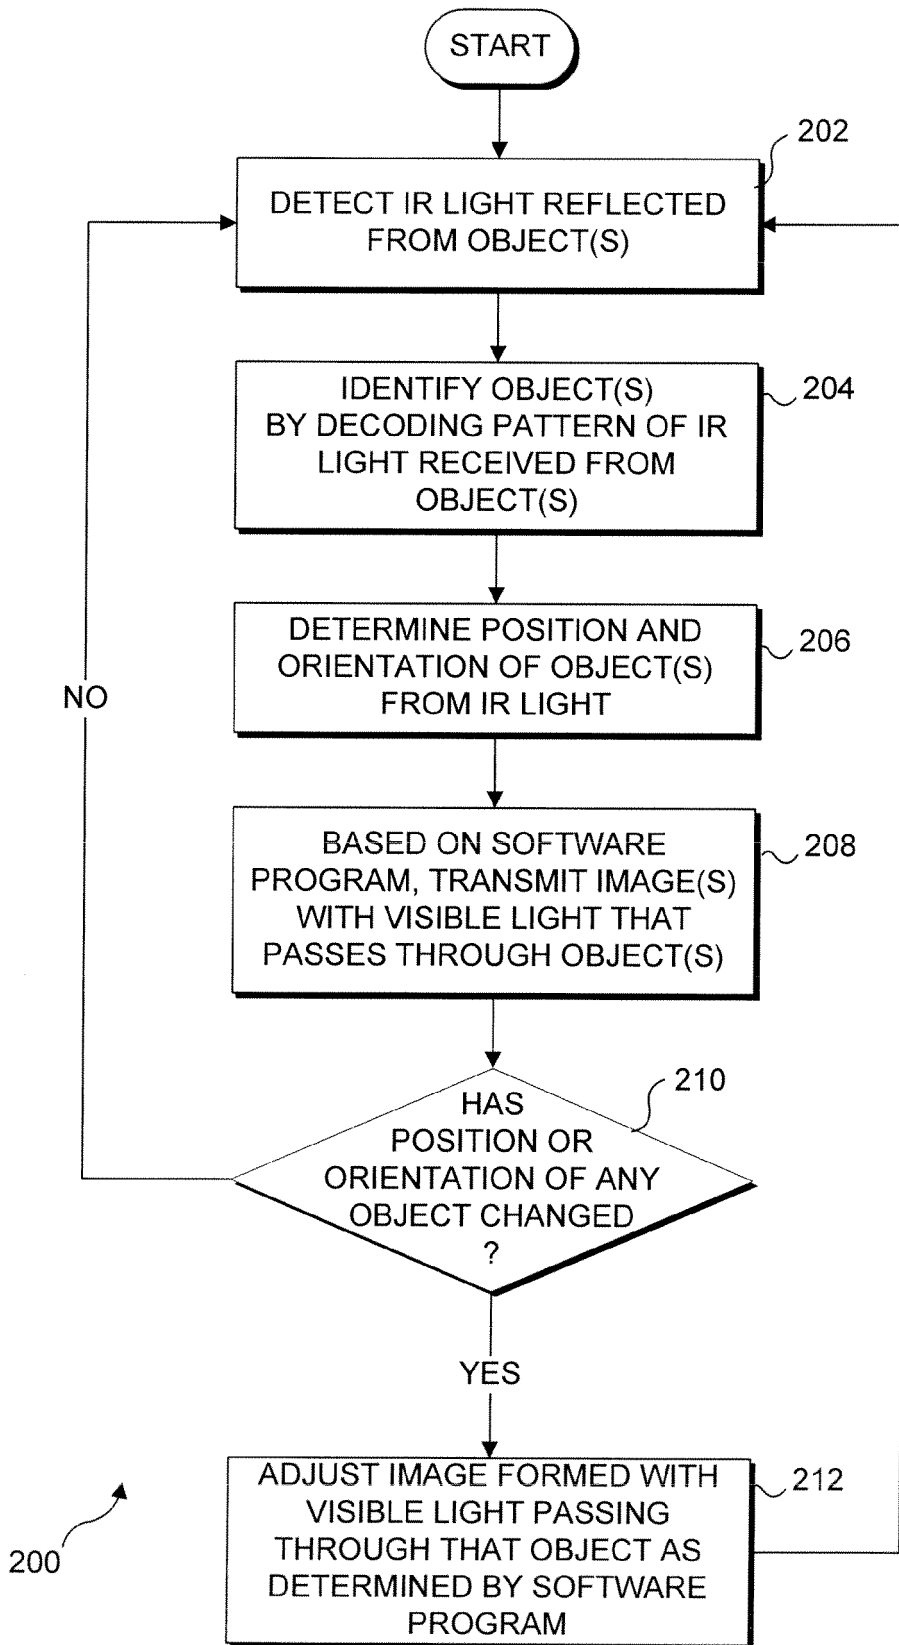 START
202
DETECT IR LIGHT REFLECTED
FROM OBJECT(S)
IDENTIFY OBJECT(S)
BY DECODING PATTERN OF IR
LIGHT RECEIVED FROM
OBJECT(S)
204
DETERMINE POSITION AND
ORIENTATION OF OBJECT(S)
FROM IR LIGHT
206
NO
BASED ON SOFTWARE
PROGRAM, TRANSMIT IMAGE(S)
WITH VISIBLE LIGHT THAT
PASSES THROUGH OBJECT(S)
208
210
HAS
POSITION OR
ORIENTATION OF ANY
OBJECT CHANGED
?
YES
ADJUST IMAGE FORMED WITH
VISIBLE LIGHT PASSING
THROUGH THAT OBJECT AS
DETERMINED BY SOFTWARE
PROGRAM
212
200